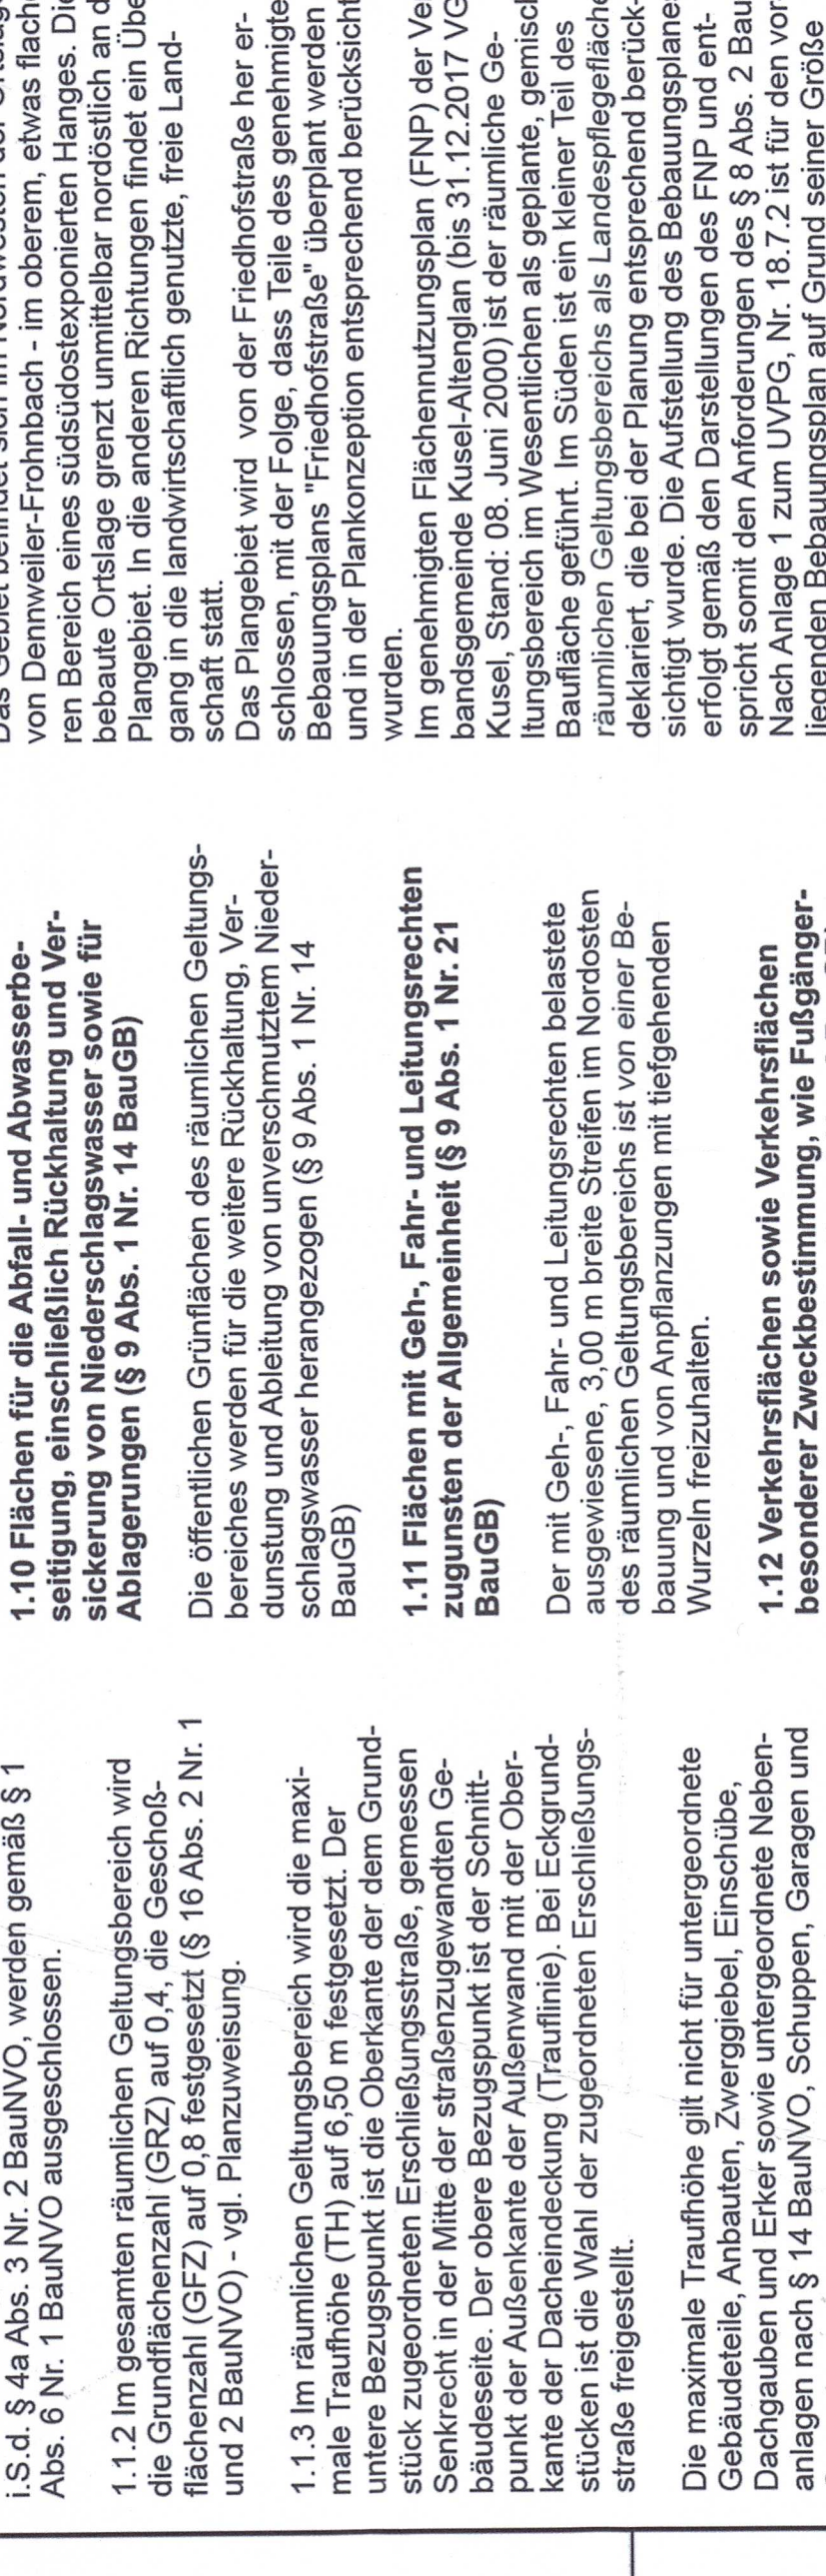 i.S.d. § 4a Abs. 3 Nr. 2 BauNVO, werden gemäß § 1
Abs. 6 Nr. 1 BauNVO ausgeschlossen.
1.1.2 Im gesamten räumlichen Geltungsbereich wird
die Grundflächenzahl (GRZ) auf 0,4, die Geschoß-
flächenzahl (GFZ) auf 0,8 festgesetzt (§ 16 Abs. 2 Nr. 1
und 2 BauNVO) - vgl. Planzuweisung.
1.1.3 Im räumlichen Geltungsbereich wird die maxi-
male Traufhöhe (TH) auf 6,50 m festgesetzt. Der
untere Bezugspunkt ist die Oberkante der dem Grund-
stück zugeordneten Erschließungsstraße, gemessen
Senkrecht in der Mitte der straßenzugewandten Ge-
bäudeseite. Der obere Bezugspunkt ist der Schnitt-
punkt der Außenkante der Außenwand mit der Ober-
kante der Dacheindeckung (Trauflinie). Bei Eckgrund-
stücken ist die Wahl der zugeordneten Erschließungs-
straße freigestellt.
Die maximale Traufhöhe gilt nicht für untergeordnete
Gebäudeteile, Anbauten, Zwerggiebel, Einschübe,
Dachgauben und Erker sowie untergeordnete Neben-
anlagen nach § 14 BauNVO, Schuppen, Garagen und
1.10 Flächen für die Abfall- und Abwasserbe-
seitigung, einschließlich Rückhaltung und Ver-
sickerung von Niederschlagswasser sowie für
Ablagerungen (§ 9 Abs. 1 Nr. 14 BauGB)
Die öffentlichen Grünflächen des räumlichen Geltungs-
bereiches werden für die weitere Rückhaltung, Ver-
dunstung und Ableitung von unverschmutztem Nieder-
schlagswasser herangezogen (§ 9 Abs. 1 Nr. 14
BauGB)
1.11 Flächen mit Geh-, Fahr- und Leitungsrechten
zugunsten der Allgemeinheit (§ 9 Abs. 1 Nr. 21
BauGB)
Der mit Geh-, Fahr- und Leitungsrechten belastete
ausgewiesene, 3,00 m breite Streifen im Nordosten
des räumlichen Geltungsbereichs ist von einer Be-
bauung und von Anpflanzungen mit tiefgehenden
Wurzeln freizuhalten.
1.12 Verkehrsflächen sowie Verkehrsflächen
besonderer Zweckbestimmung, wie Fußgänger-
von Dennweiler-Frohnbach - im oberem, etwas flach
ren Bereich eines südsüdostexponierten Hanges. Di
bebaute Ortslage grenzt unmittelbar nordöstlich an d
Plangebiet. In die anderen Richtungen findet ein Übe
gang in die landwirtschaftlich genutzte, freie Land-
schaft statt.
Das Plangebiet wird von der Friedhofstraße her er-
schlossen, mit der Folge, dass Teile des genehmigte
Bebauungsplans "Friedhofstraße" überplant werden
und in der Plankonzeption entsprechend berücksicht
wurden.
Im genehmigten Flächennutzungsplan (FNP) der Ve
bandsgemeinde Kusel-Altenglan (bis 31.12.2017 VG
Kusel, Stand: 08. Juni 2000) ist der räumliche Ge-
ltungsbereich im Wesentlichen als geplante, gemisc
Baufläche geführt. Im Süden ist ein kleiner Teil des
räumlichen Geltungsbereichs als Landespflegefläche
deklariert, die bei der Planung entsprechend berück-
sichtigt wurde. Die Aufstellung des Bebauungsplane
erfolgt gemäß den Darstellungen des FNP und ent-
spricht somit den Anforderungen des § 8 Abs. 2 Bau
Nach Anlage 1 zum UVPG, Nr. 18.7.2 ist für den vor
liegenden Bebauungsplan auf Grund seiner Größe